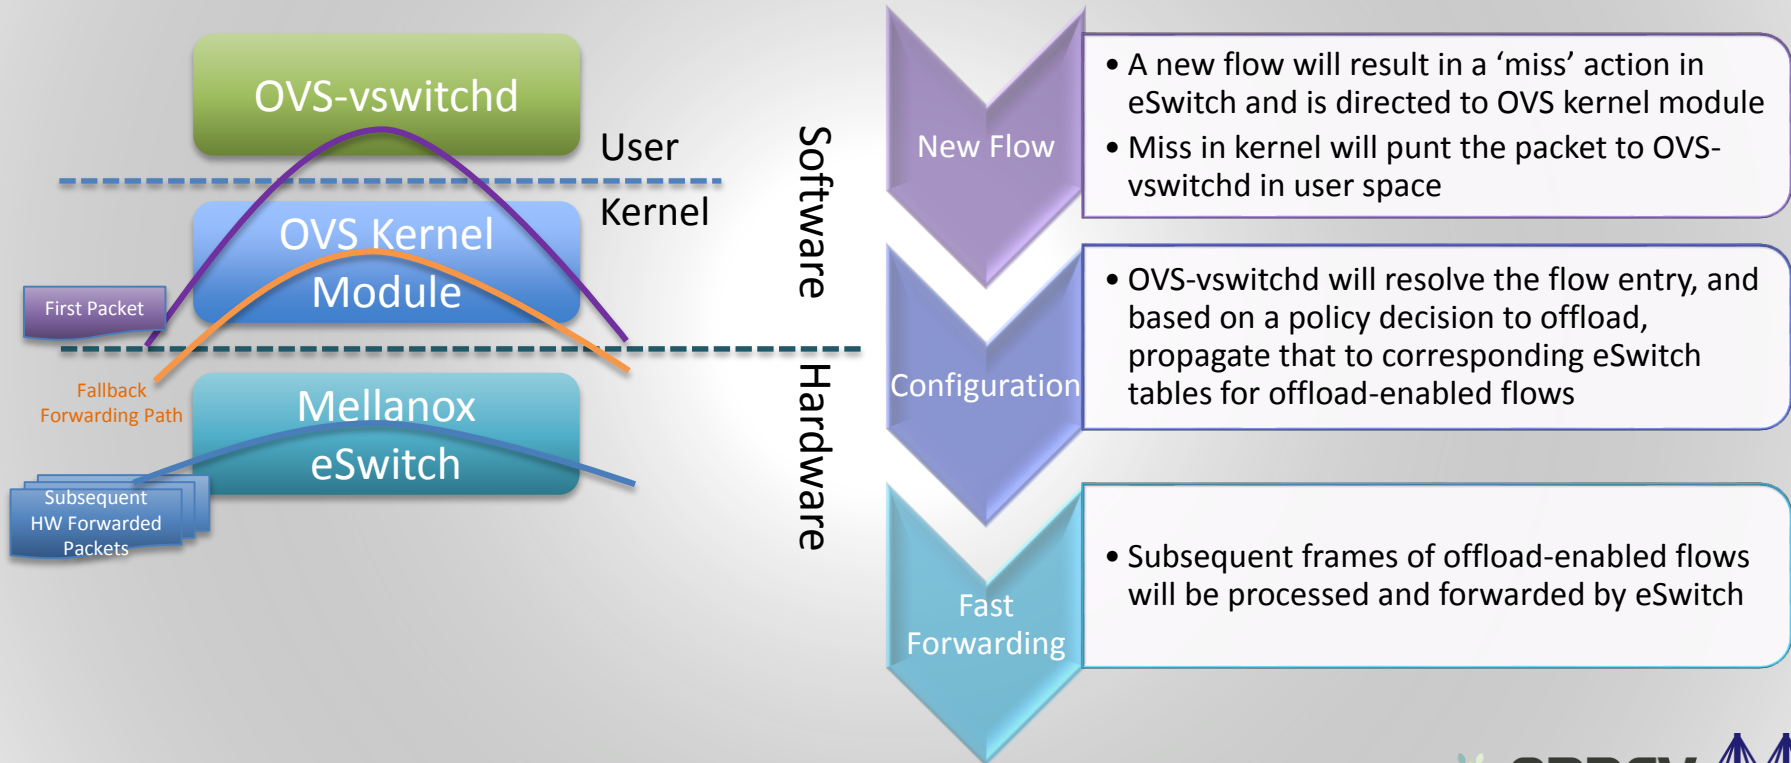 OVS-vswitchd
User
Kernel
OVS Kernel
Module
First Packet
Fallback
Forwarding Path
Mellanox
eSwitch
Subsequent
HW Forwarded
Packets
Software
Hardware
New Flow
• A new flow will result in a ‘miss’ action in
eSwitch and is directed to OVS kernel module
• Miss in kernel will punt the packet to OVS-
vswitchd in user space
Configuration
• OVS-vswitchd will resolve the flow entry, and
based on a policy decision to offload,
propagate that to corresponding eSwitch
tables for offload-enabled flows
Fast
Forwarding
• Subsequent frames of offload-enabled flows
will be processed and forwarded by eSwitch